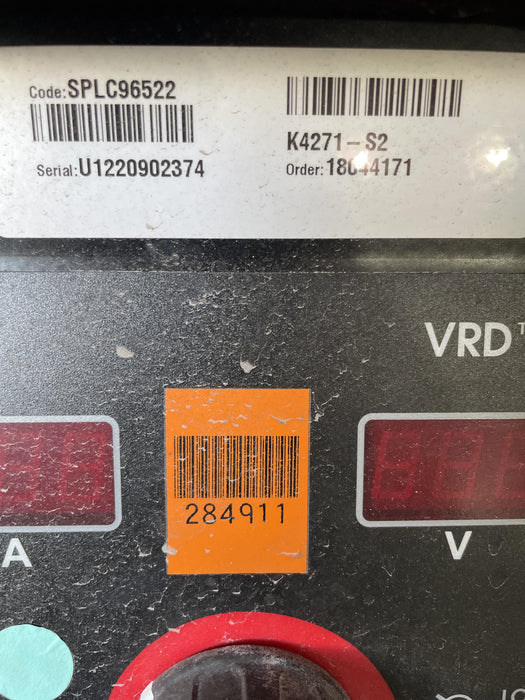 Code:SPLC96522
Serial:U1220902374
K4271-S2
Order:18044171
VRD
284911
A
V